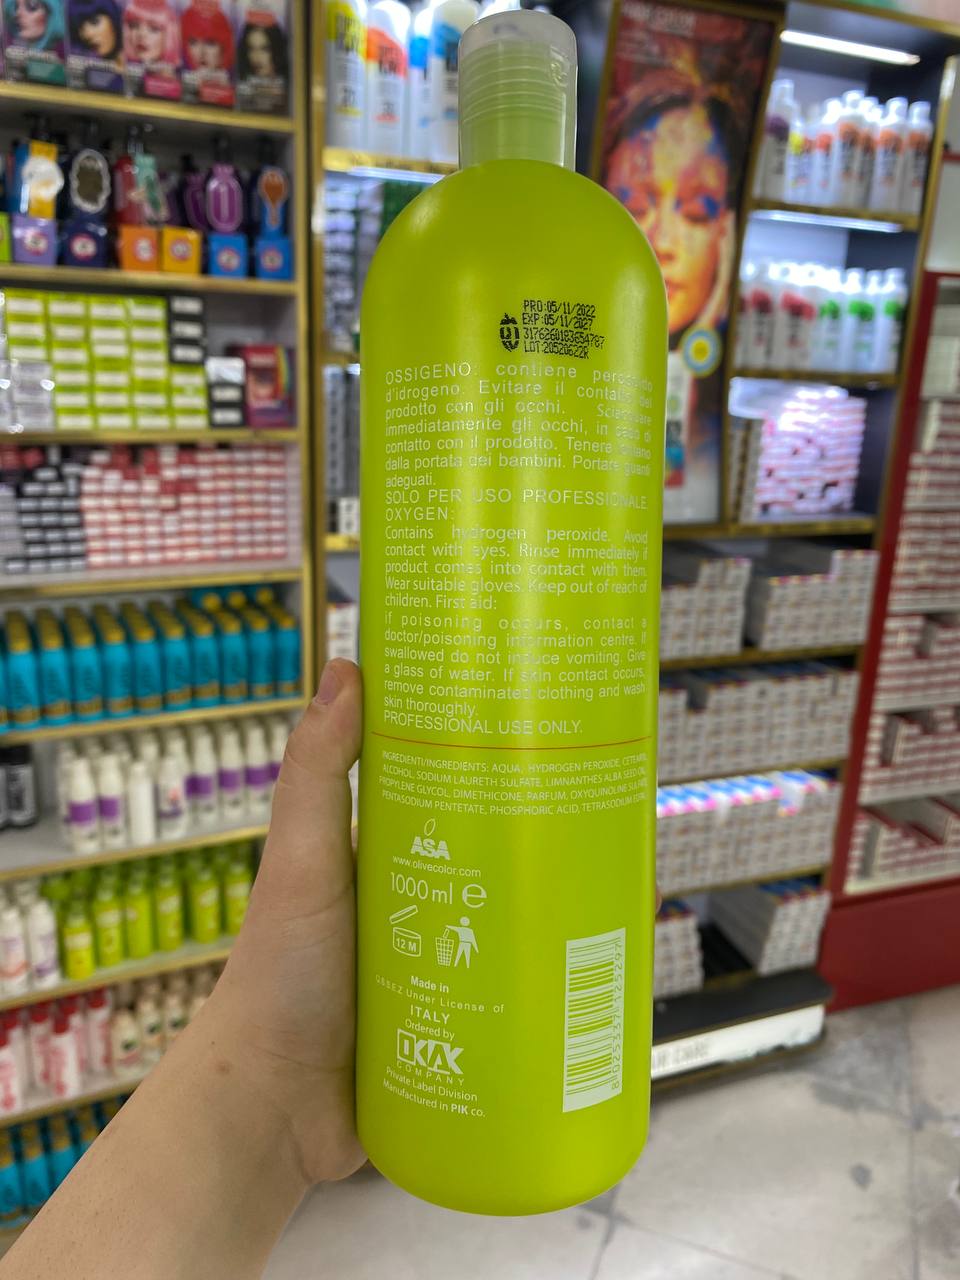 PRO:05/11/2022
EXP:05/11/2027
31762601836S4787
LOT:20520622R
OSSIGENO: contiene perossido
d'idrogeno. Evitare il contatto del
prodotto con gli occhi. Sciacquare
immediatamente gli occhi, in caso di
contatto con il prodotto. Tenere lontano
dalla portata dei bambini. Portare guanti
adeguati.
SOLO PER USO PROFESSIONALE.
OXYGEN:
Contains hydrogen peroxide. Avoid
contact with eyes. Rinse immediately if
product comes into contact with them.
Wear suitable gloves. Keep out of reach of
children. First aid:
if poisoning occurs, contact a
doctor/poisoning information centre. If
swallowed do not induce vomiting. Give
a glass of water. If skin contact occurs,
remove contaminated clothing and wash
skin thoroughly.
PROFESSIONAL USE ONLY.
INGREDIENTI/INGREDIENTS: AQUA, HYDROGEN PEROXIDE,
ALCOHOL, SODIUM LAURETH SULFATE, LIMNANTHES ALBA SEED OIL,
PROPYLENE GLYCOL, DIMETHICONE, PARFUM, OXYQUINOLINE
PENTASODIUM PENTETATE, PHOSPHORIC ACID, TETRASODIUM
ASA
www.olivecolor.com
1000 ml e
12 M
Made in
Under License of
ITALY
Ordered by
OKAK
COMPANY
Private Label Division
Manufactured in PIK co.
8025337125297